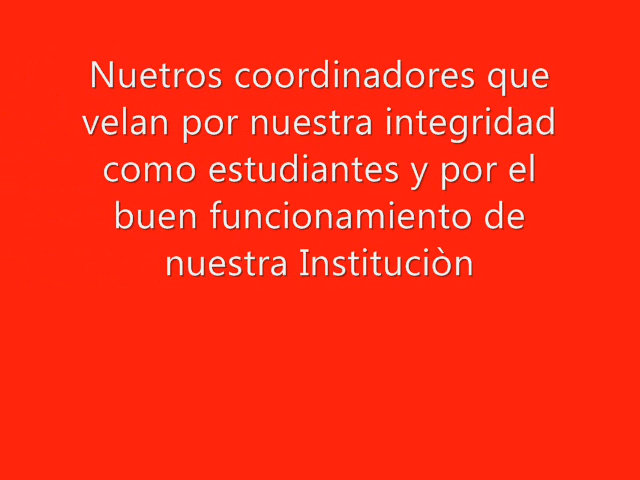 Nuetros coordinadores que
velan por nuestra integridad
como estudiantes y por el
buen funcionamiento de
nuestra Instituciòn